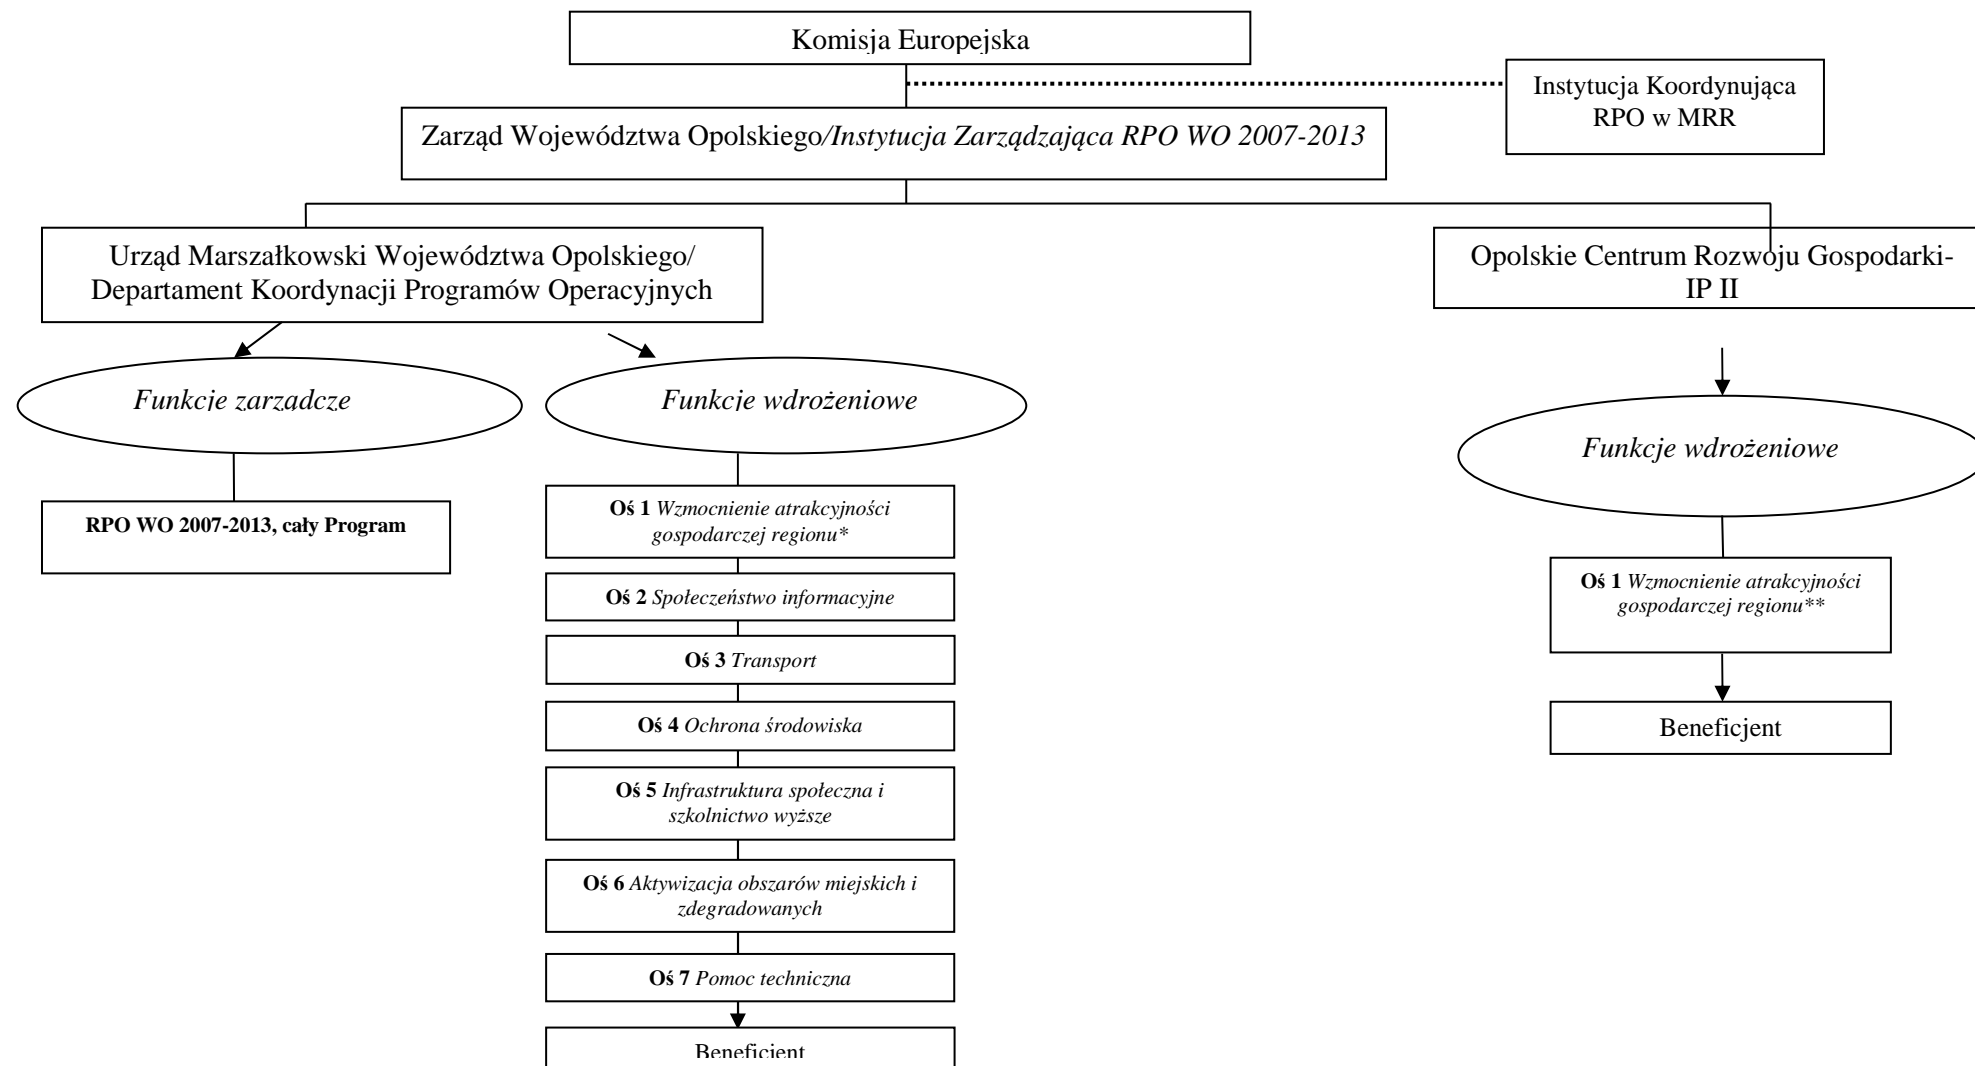 Komisja Europejska
Instytucja Koordynująca
RPO w MRR
Zarząd Województwa Opolskiego/Instytucja Zarządzająca RPO WO 2007-2013
Urząd Marszałkowski Województwa Opolskiego/
Departament Koordynacji Programów Operacyjnych
Opolskie Centrum Rozwoju Gospodarki-
IP II
Funkcje zarządcze
Funkcje wdrożeniowe
Funkcje wdrożeniowe
RPO WO 2007-2013, cały Program
Oś 1 Wzmocnienie atrakcyjności
gospodarczej regionu*
Oś 2 Społeczeństwo informacyjne
Oś 3 Transport
Oś 4 Ochrona środowiska
Oś 5 Infrastruktura społeczna i
szkolnictwo wyższe
Oś 6 Aktywizacja obszarów miejskich i
zdegradowanych
Oś 7 Pomoc techniczna
Beneficjent
Oś 1 Wzmocnienie atrakcyjności
gospodarczej regionu**
Beneficjent